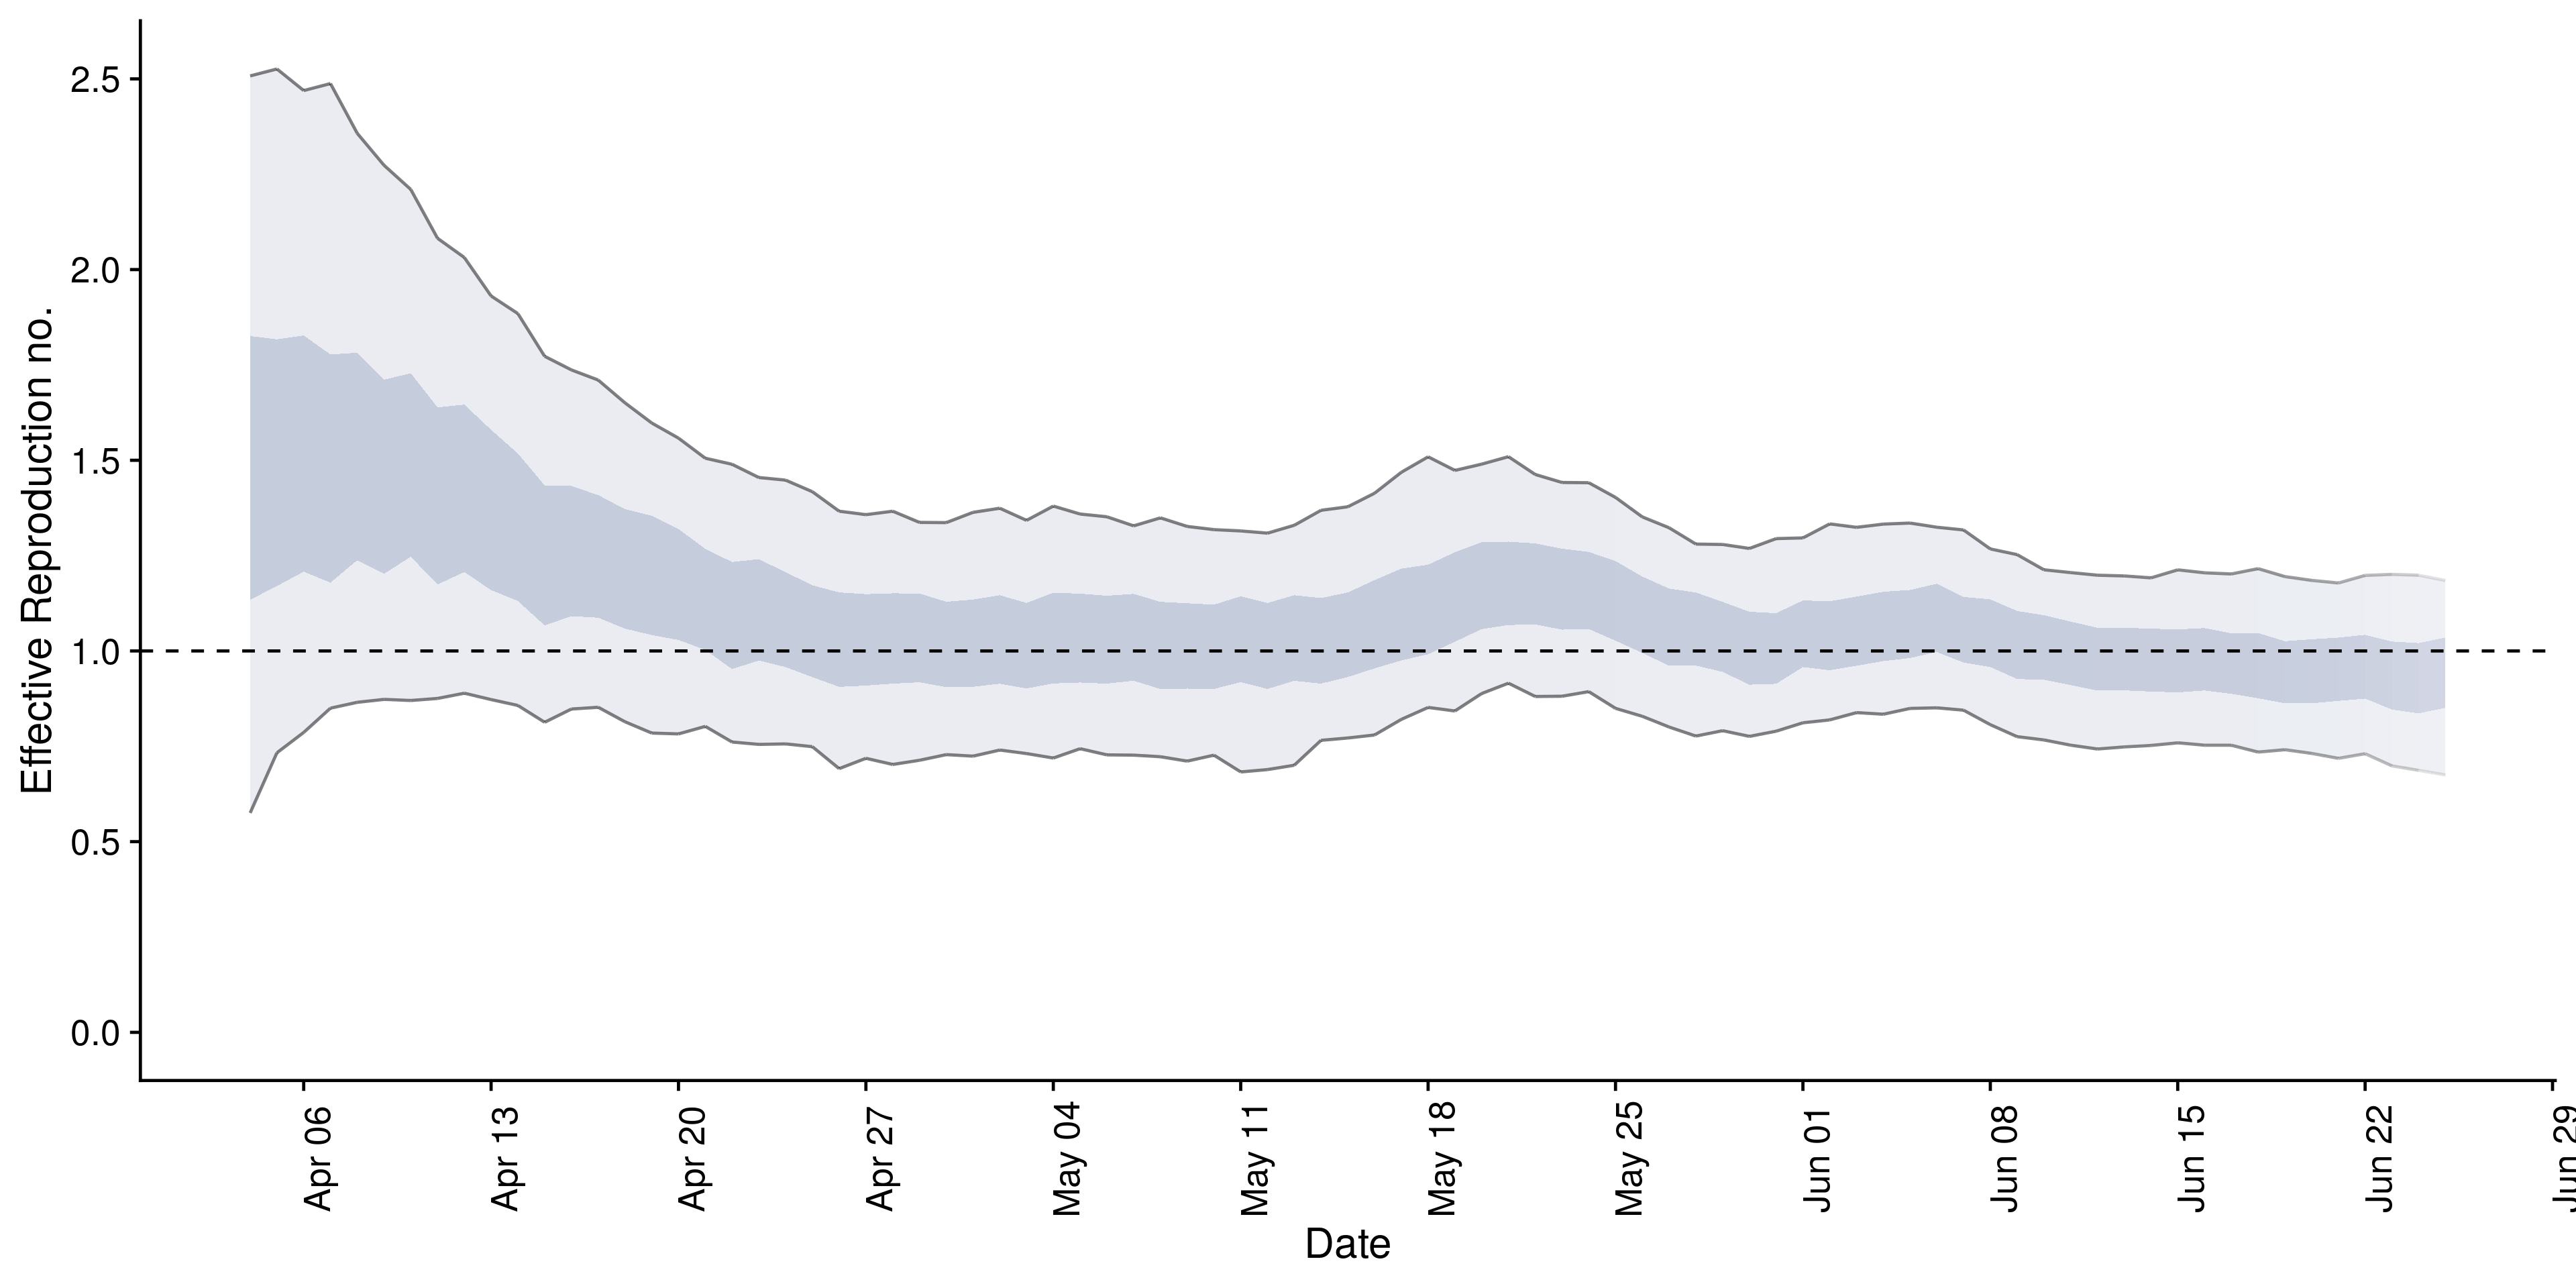 Effective Reproduction no.
2.5
2.0
1.5
1.0
0.5
0.0
Apr 06
Apr 13
Apr 20
Apr 27
May 04
May 11
May 18
May 25
Jun 01
Jun 08
Jun 15
Jun 22
Jun 29
Date